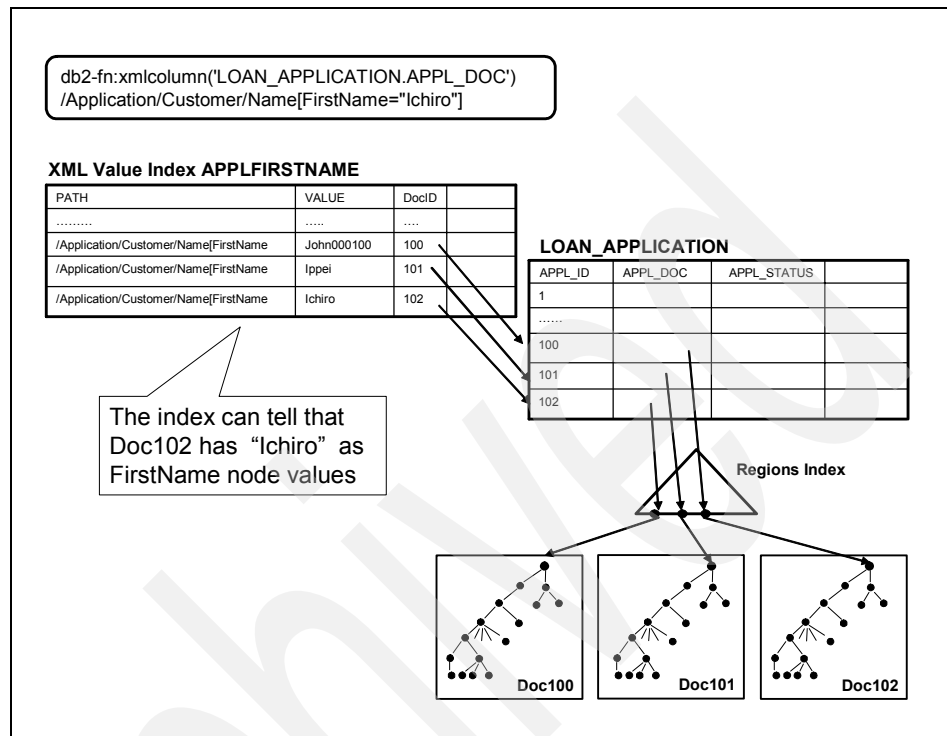 db2-fn:xmlcolumn('LOAN_APPLICATION.APPL_DOC')
/Application/Customer/Name[FirstName="Ichiro"]
XML Value Index APPLFIRSTNAME
PATH VALUE DocID
......... ..... ....
/Application/Customer/Name[FirstName John000100 100
/Application/Customer/Name[FirstName Ippei 101
/Application/Customer/Name[FirstName Ichiro 102
The index can tell that
Doc102 has “Ichiro” as
FirstName node values
LOAN_APPLICATION
APPL_ID APPL_DOC APPL_STATUS
1
......
100
101
102
Regions Index
Doc100 Doc101 Doc102
hived